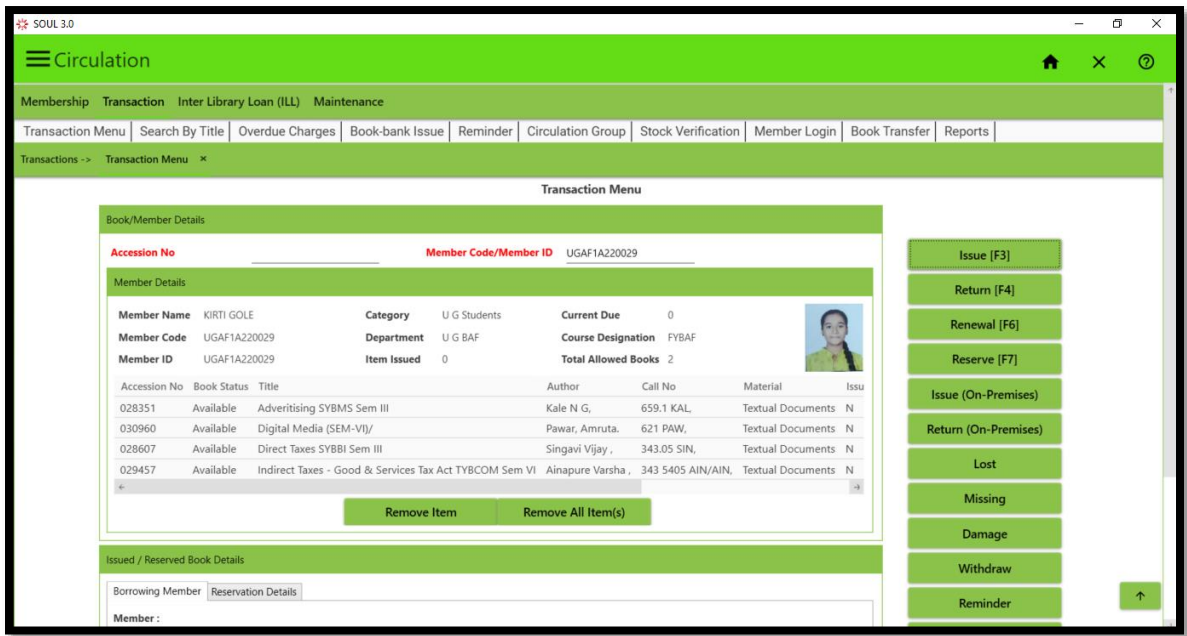 SOUL 3.0
Circulation
Membership Transaction Inter Library Loan (ILL) Maintenance
Transaction Menu Search By Title Overdue Charges Book-bank Issue Reminder Circulation Group Stock Verification Member Login Book Transfer Reports
Transactions -> Transaction Menu ×
Transaction Menu
Book/Member Details
Accession No Member Code/Member ID UGAF1A220029
Member Details
Member Name KIRTI GOLE Category U G Students Current Due 0
Member Code UGAF1A220029 Department U G BAF Course Designation FYBAF
Member ID UGAF1A220029 Item Issued 0 Total Allowed Books 2
Accession No Book Status Title Author Call No Material Issu
028351 Available Adveritising SYBMS Sem III Kale N G, 659.1 KAL, Textual Documents N
030960 Available Digital Media (SEM-VI)/ Pawar, Amruta. 621 PAW, Textual Documents N
028607 Available Direct Taxes SYBBI Sem III Singavi Vijay , 343.05 SIN, Textual Documents N
029457 Available Indirect Taxes - Good & Services Tax Act TYBCOM Sem VI Ainapure Varsha , 343 5405 AIN/AIN, Textual Documents N
Remove Item Remove All Item(s)
Issued / Reserved Book Details
Borrowing Member Reservation Details
Member :
Issue [F3]
Return [F4]
Renewal [F6]
Reserve [F7]
Issue (On-Premises)
Return (On-Premises)
Lost
Missing
Damage
Withdraw
Reminder